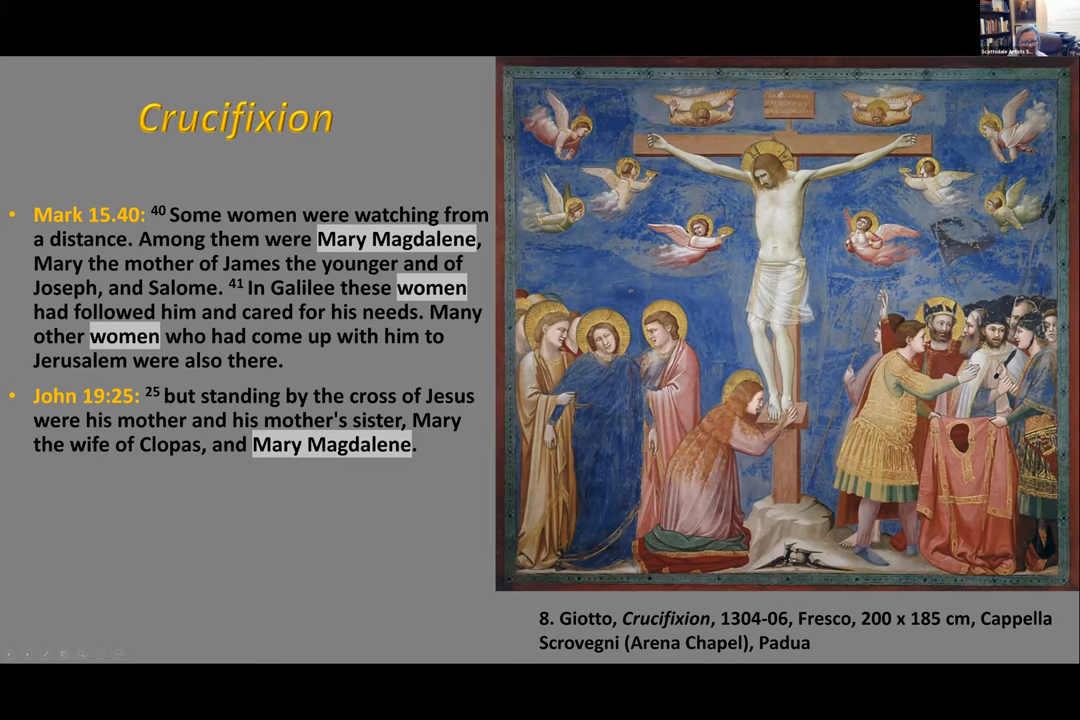 Scottsdale Artists S...
Crucifixion
• Mark 15.40: 40 Some women were watching from
a distance. Among them were Mary Magdalene,
Mary the mother of James the younger and of
Joseph, and Salome. 41 In Galilee these women
had followed him and cared for his needs. Many
other women who had come up with him to
Jerusalem were also there.
• John 19:25: 25 but standing by the cross of Jesus
were his mother and his mother's sister, Mary
the wife of Clopas, and Mary Magdalene.
8. Giotto, Crucifixion, 1304-06, Fresco, 200 x 185 cm, Cappella
Scrovegni (Arena Chapel), Padua